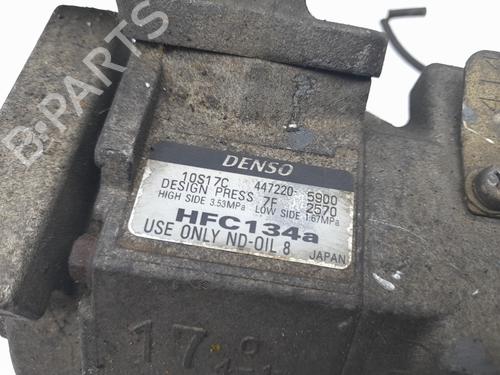 B-Parts
DENSO
10S17C 447220-5900
DESIGN PRESS 7F 2570
HIGH SIDE 3.53MPa LOW SIDE 1.67MPa
HFC134a
USE ONLY ND-OIL 8 JAPAN
17